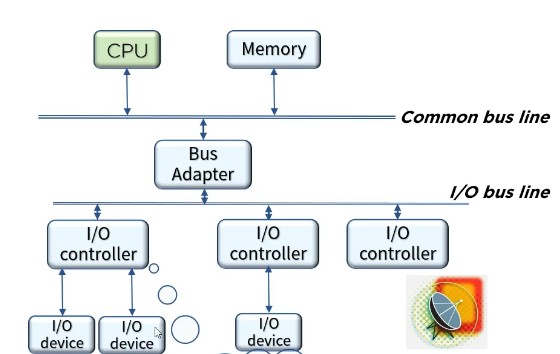 CPU
Memory
Common bus line
Bus
Adapter
I/O bus line
I/O
controller
I/O
controller
I/O
controller
I/O
device
I/O
device
I/O
device